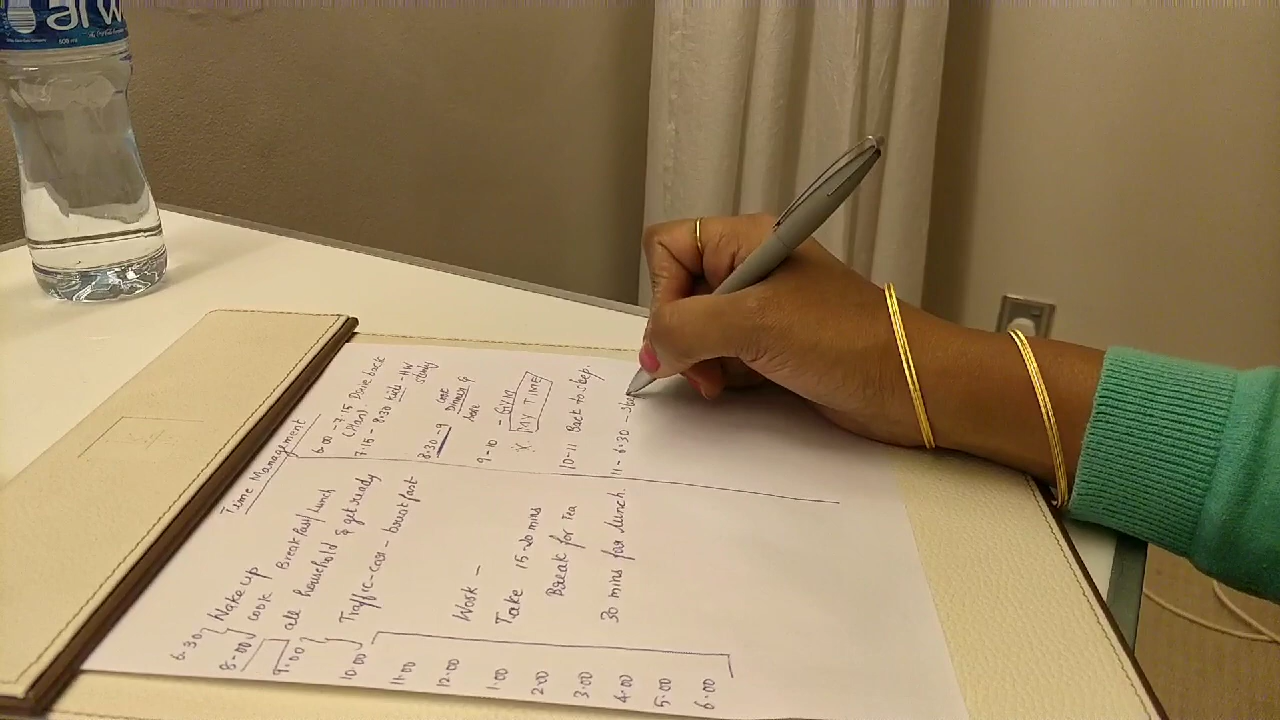 Time Management
6.30 } Wake up
8.00 } Cook Breakfast/Lunch
9.00 all household & get ready
10.00 } Traffic-car - breakfast
11.00
12.00 Work -
1.00 Take 15-20 mins
2.00 Break for Tea
3.00 30 mins for lunch.
4.00
5.00
6.00
6.00 - 7.15 Drive back
7.15 - 8.30 Kids - HW
study
8.30 - 9
Dinner &
9-10 - GYM
X MY TIME
10-11 Back to sleep.
11 - 6.30 -
arw
500 ml